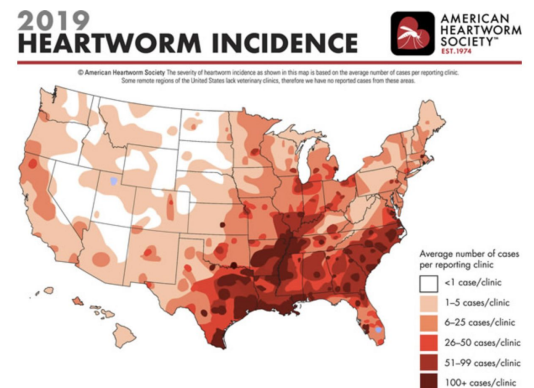 2019
HEARTWORM INCIDENCE
AMERICAN
HEARTWORM
SOCIETY™
EST.1974
© American Heartworm Society The severity of heartworm incidence as shown in this map is based on the average number of cases per reporting clinic.
Some remote regions of the United States lack veterinary clinics, therefore we have no reported cases from these areas.
Average number of cases
per reporting clinic
<1 case/clinic
1–5 cases/clinic
6–25 cases/clinic
26–50 cases/clinic
51–99 cases/clinic
100+ cases/clinic